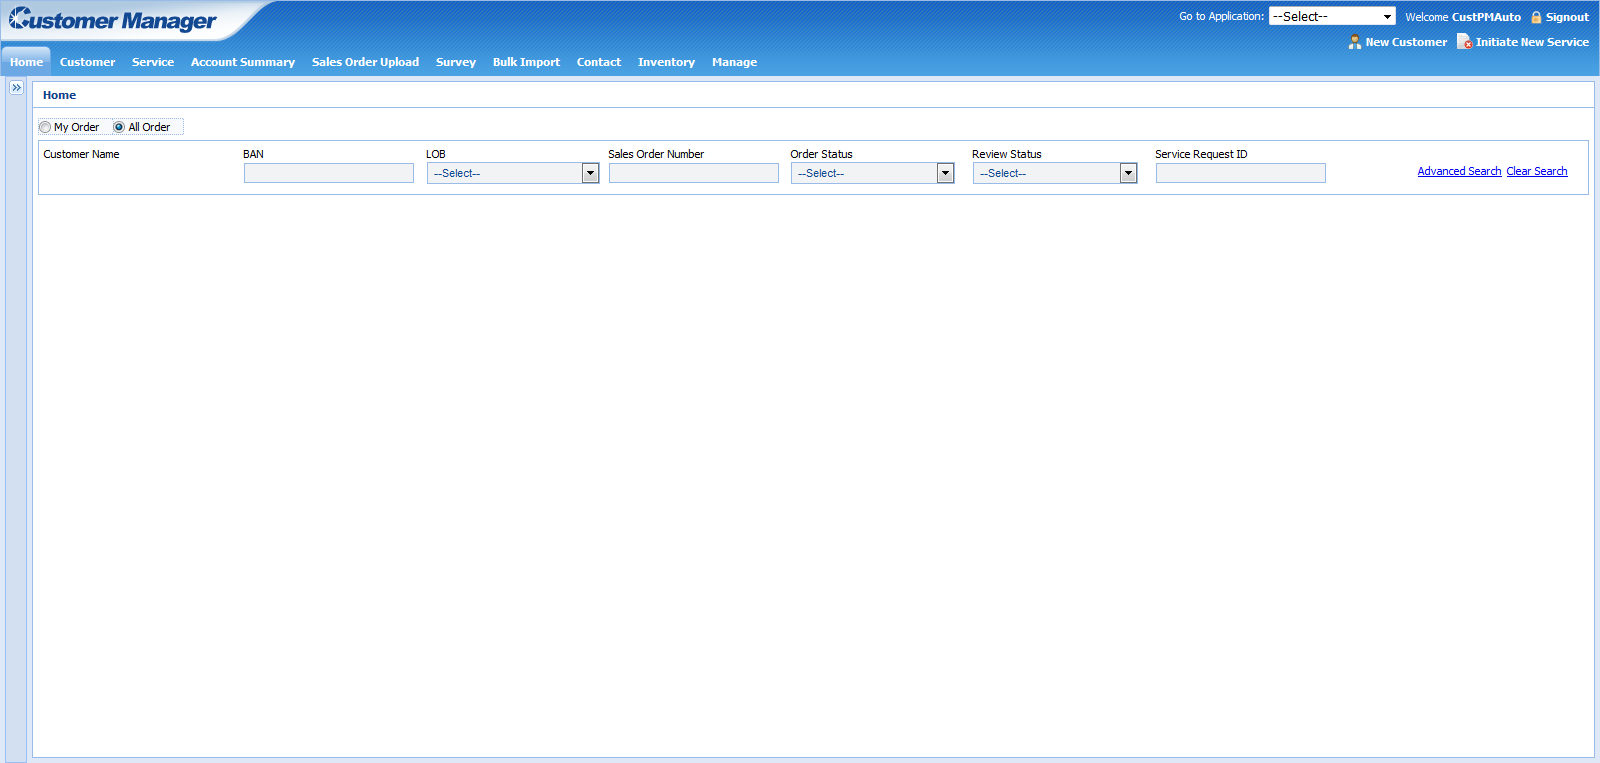 Customer Manager
Go to Application: --Select-- Welcome CustPMAuto Signout
New Customer Initiate New Service
Home Customer Service Account Summary Sales Order Upload Survey Bulk Import Contact Inventory Manage
Home
My Order All Order
Customer Name BAN LOB Sales Order Number Order Status Review Status Service Request ID
--Select-- --Select-- --Select-- Advanced Search Clear Search